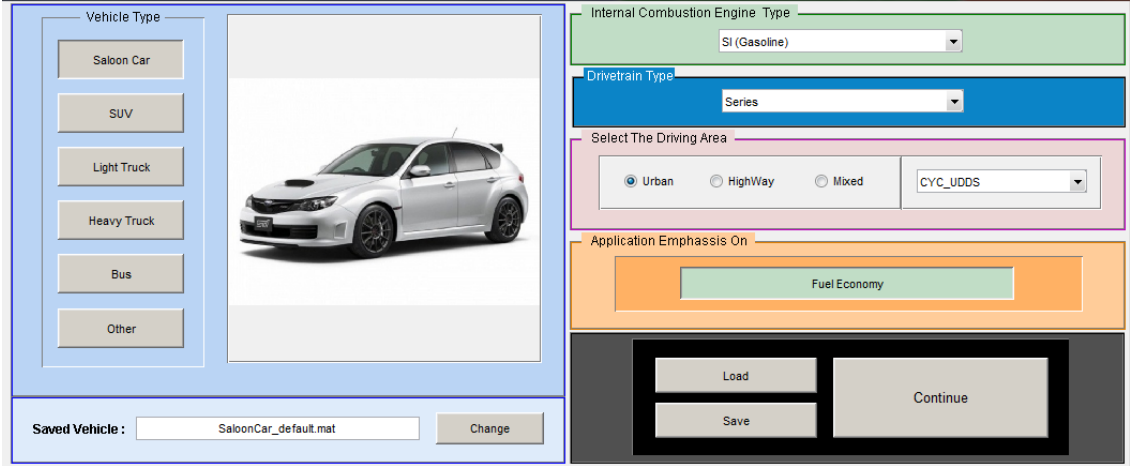 Vehicle Type
Saloon Car
SUV
Light Truck
Heavy Truck
Bus
Other
Saved Vehicle :
SaloonCar_default.mat
Change
Internal Combustion Engine Type
SI (Gasoline)
Drivetrain Type
Series
Select The Driving Area
Urban
HighWay
Mixed
CYC_UDDS
Application Emphassis On
Fuel Economy
Load
Save
Continue